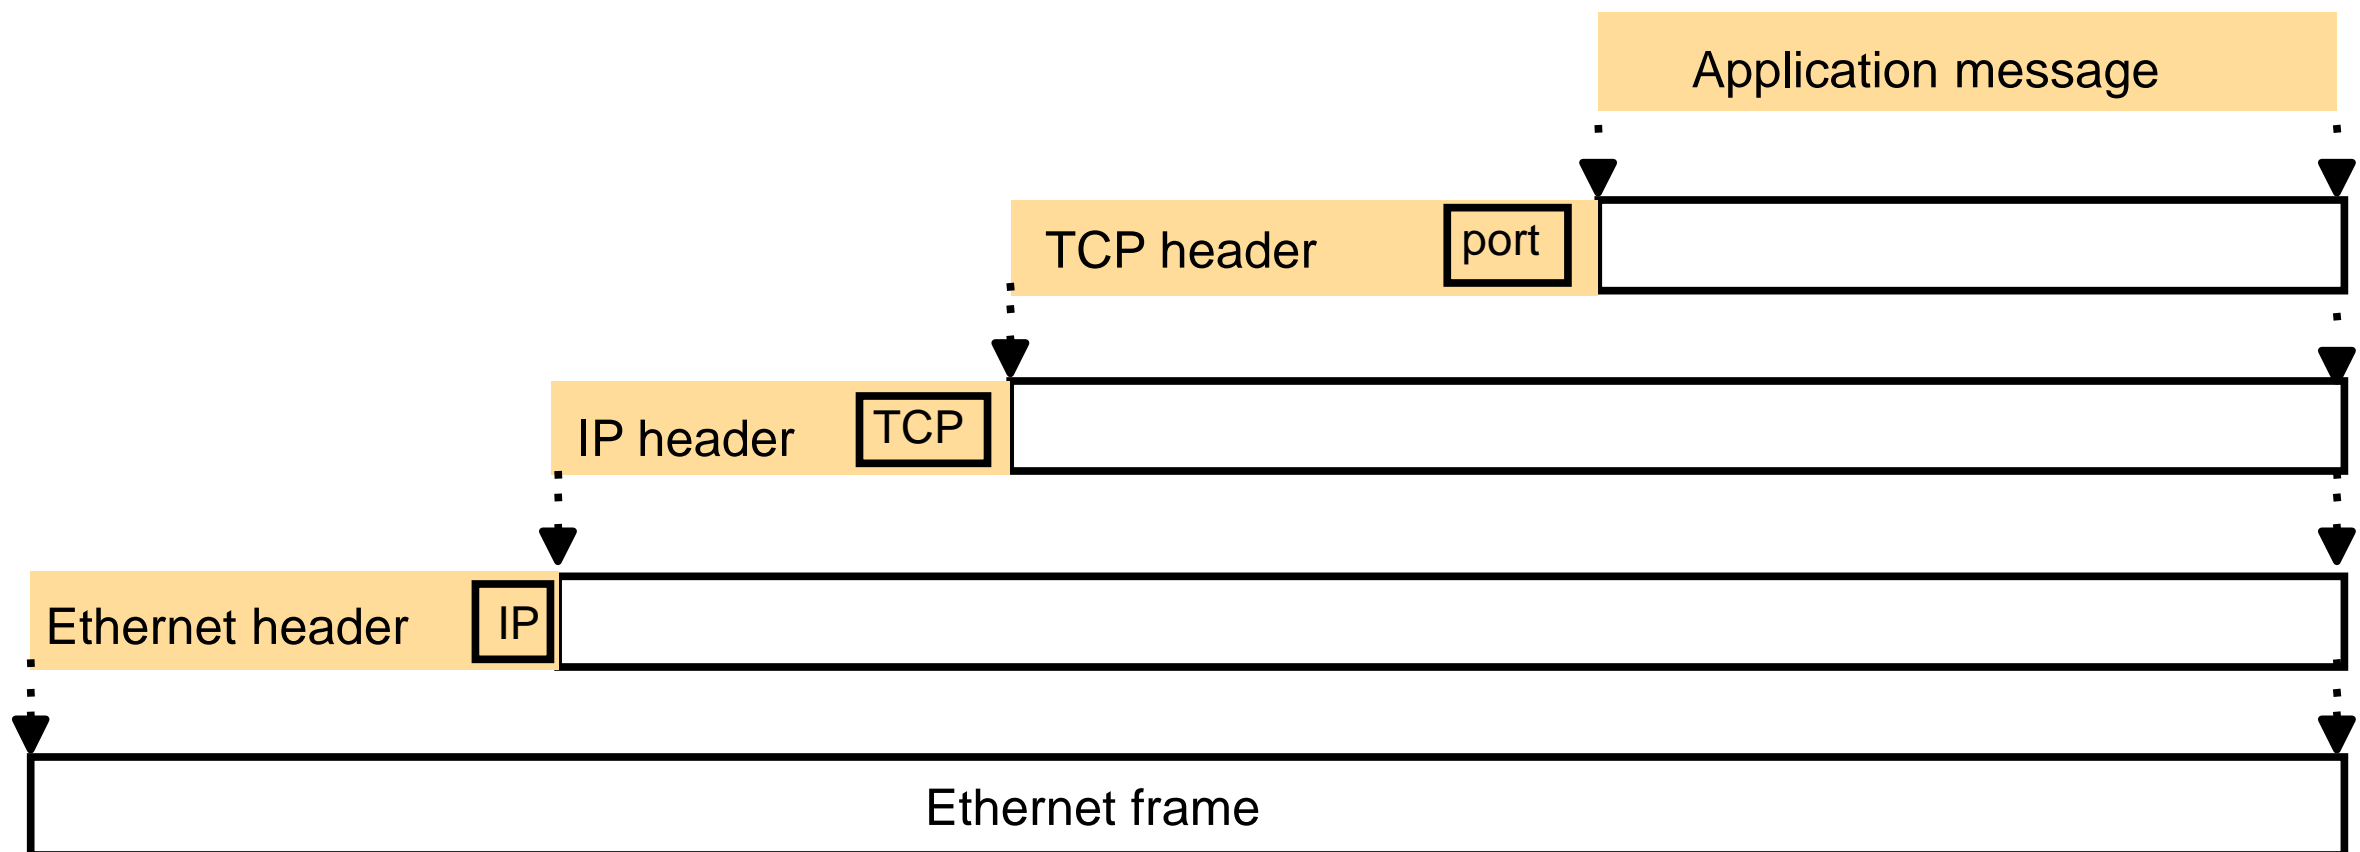 Application message
TCP header port
IP header TCP
Ethernet header IP
Ethernet frame